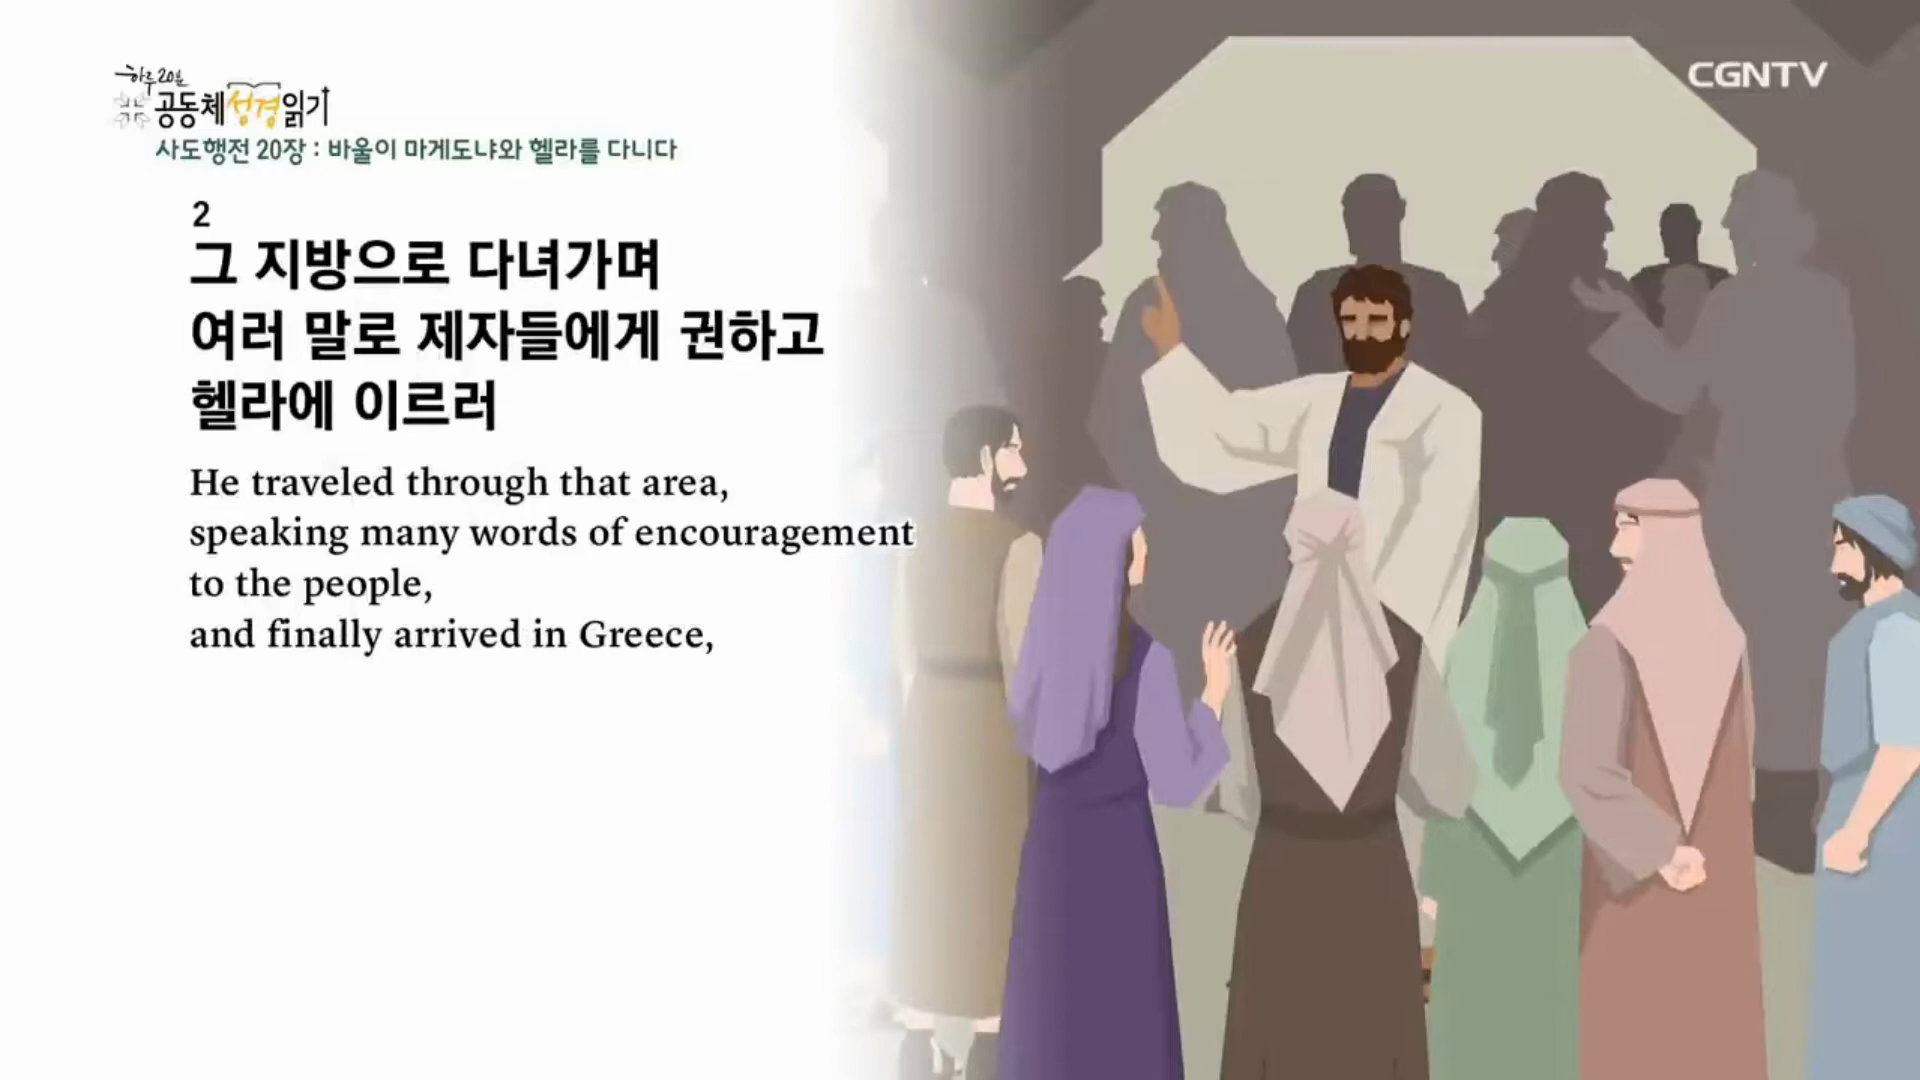 하루 20분
공동체성경읽기
CGNTV
사도행전 20장 : 바울이 마게도냐와 헬라를 다니다
2
그 지방으로 다녀가며
여러 말로 제자들에게 권하고
헬라에 이르러
He traveled through that area,
speaking many words of encouragement
to the people,
and finally arrived in Greece,